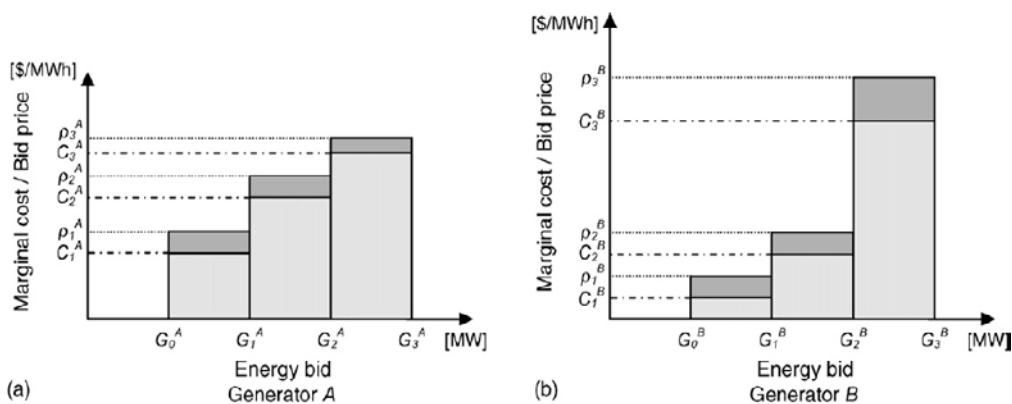 [$/MWh]
Marginal cost / Bid price
ρ₃ᴬ
C₃ᴬ
ρ₂ᴬ
C₂ᴬ
ρ₁ᴬ
C₁ᴬ
G₀ᴬ G₁ᴬ G₂ᴬ G₃ᴬ [MW]
Energy bid
(a) Generator A
[$/MWh]
Marginal cost / Bid price
ρ₃ᴮ
C₃ᴮ
ρ₂ᴮ
C₂ᴮ
ρ₁ᴮ
C₁ᴮ
G₀ᴮ G₁ᴮ G₂ᴮ G₃ᴮ [MW]
Energy bid
(b) Generator B